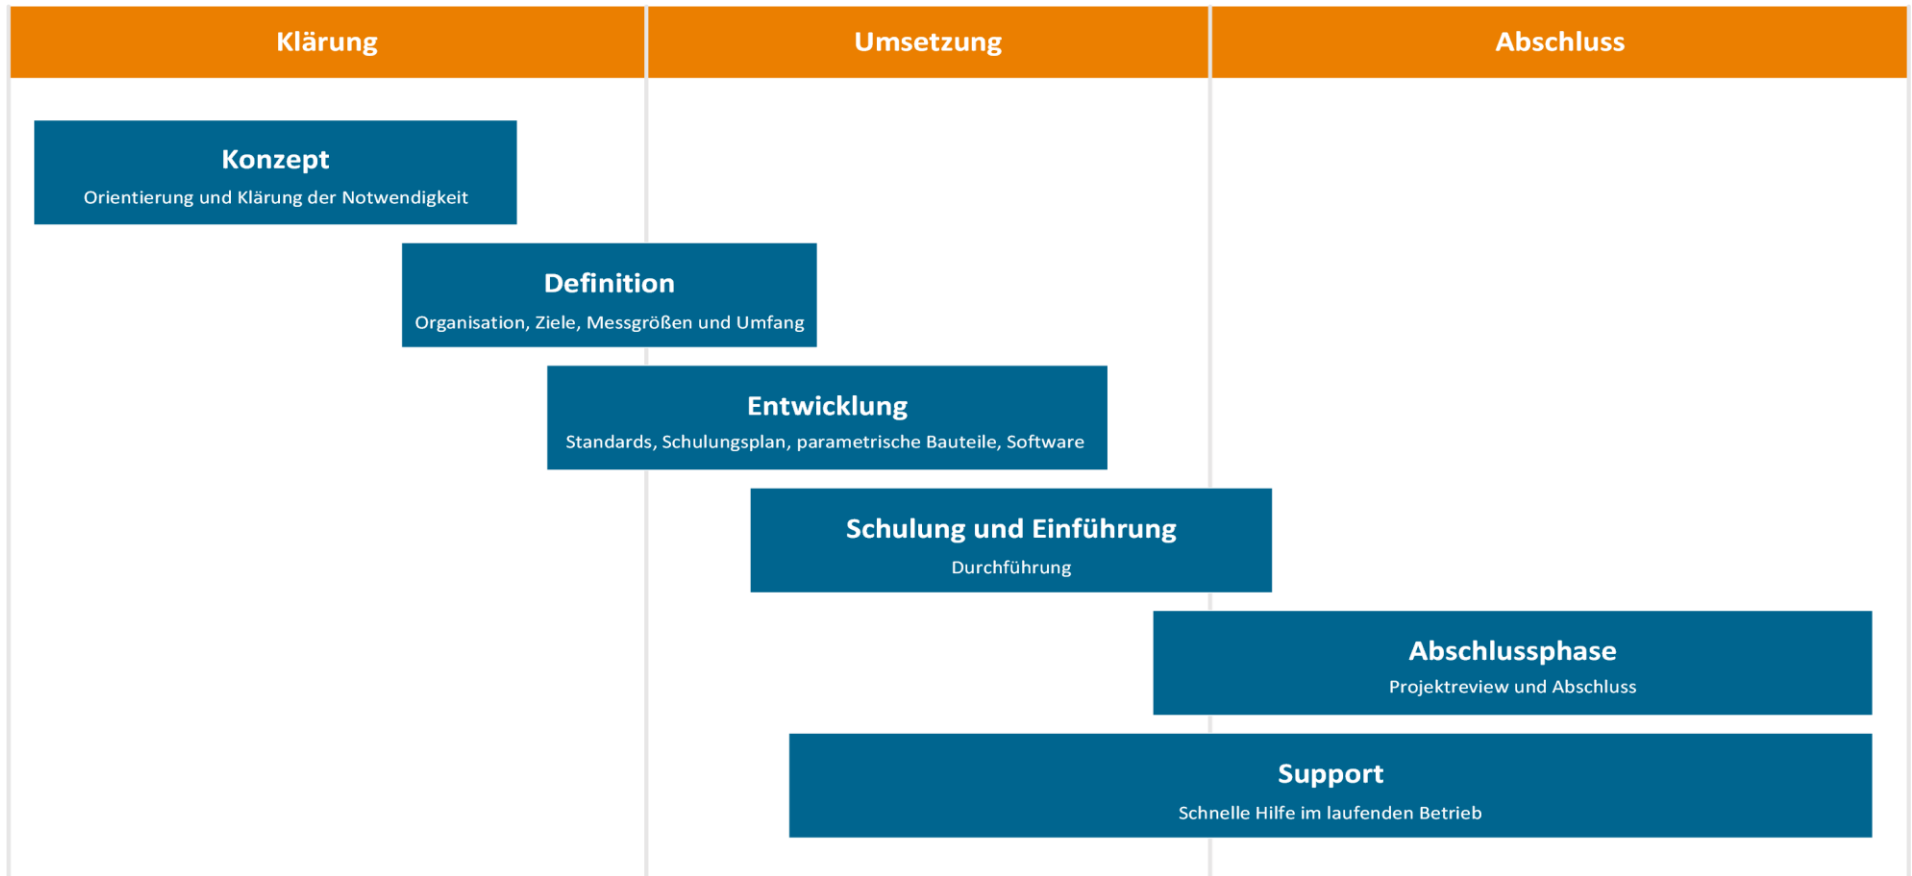 Klärung
Umsetzung
Abschluss
Konzept
Orientierung und Klärung der Notwendigkeit
Definition
Organisation, Ziele, Messgrößen und Umfang
Entwicklung
Standards, Schulungsplan, parametrische Bauteile, Software
Schulung und Einführung
Durchführung
Abschlussphase
Projektreview und Abschluss
Support
Schnelle Hilfe im laufenden Betrieb